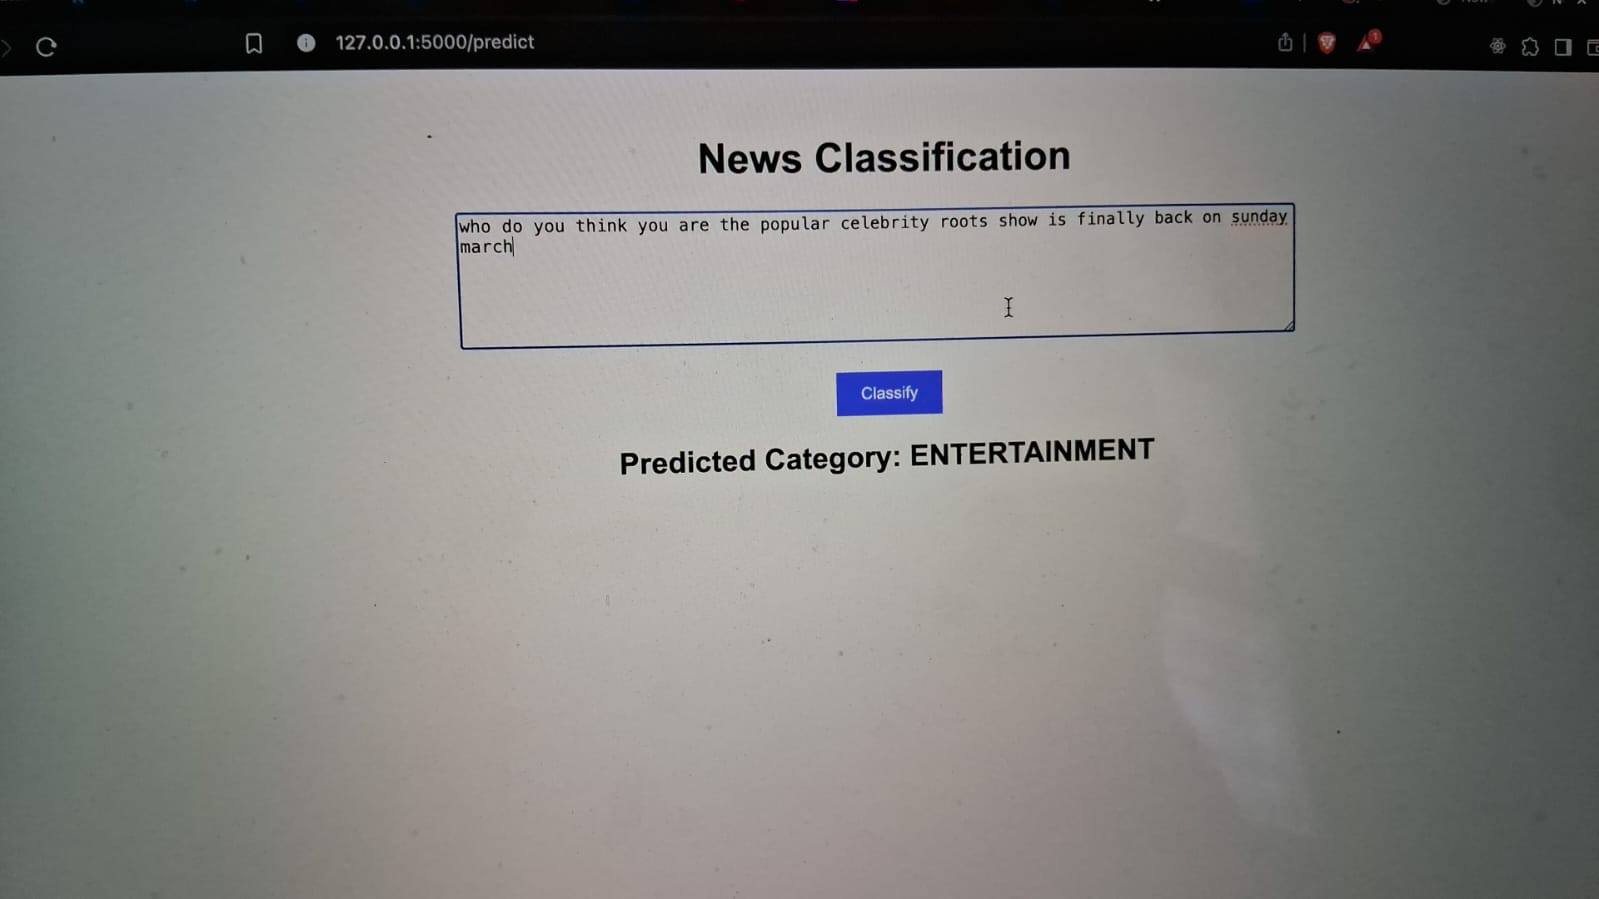 127.0.0.1:5000/predict
1
News Classification
who do you think you are the popular celebrity roots show is finally back on sunday
march
Classify
Predicted Category: ENTERTAINMENT